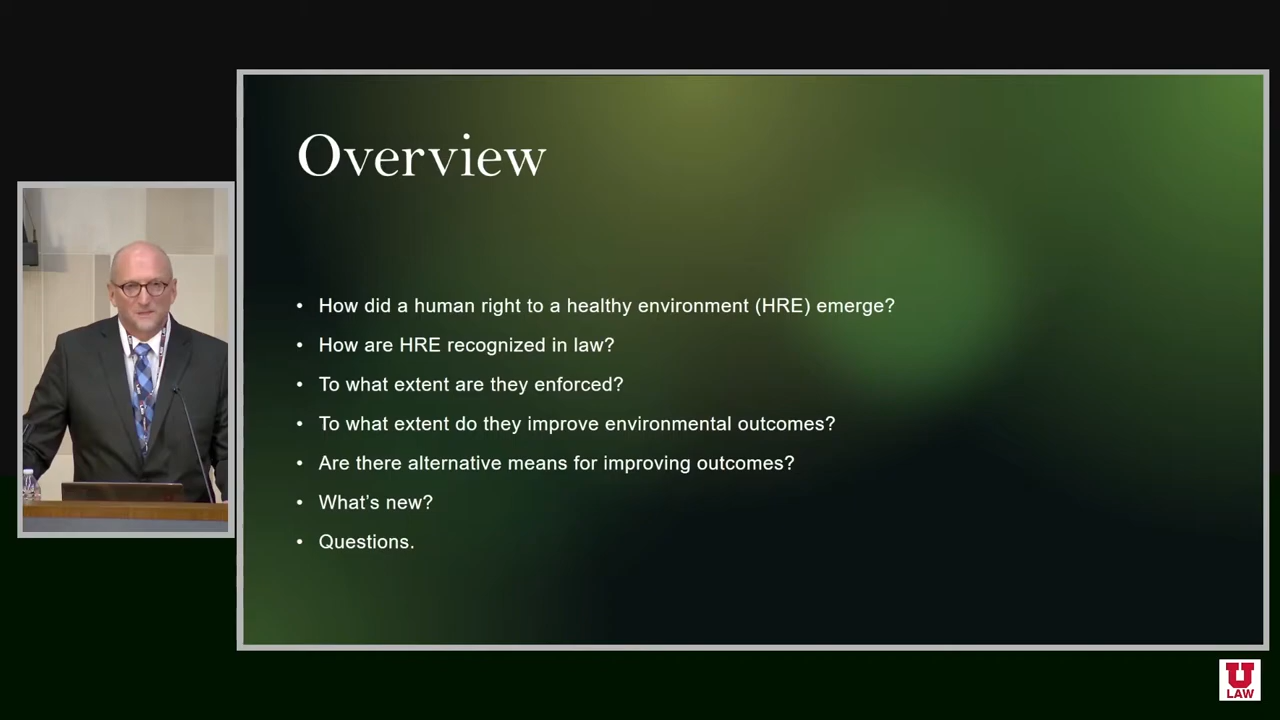 Overview
• How did a human right to a healthy environment (HRE) emerge?
• How are HRE recognized in law?
• To what extent are they enforced?
• To what extent do they improve environmental outcomes?
• Are there alternative means for improving outcomes?
• What’s new?
• Questions.
U
LAW